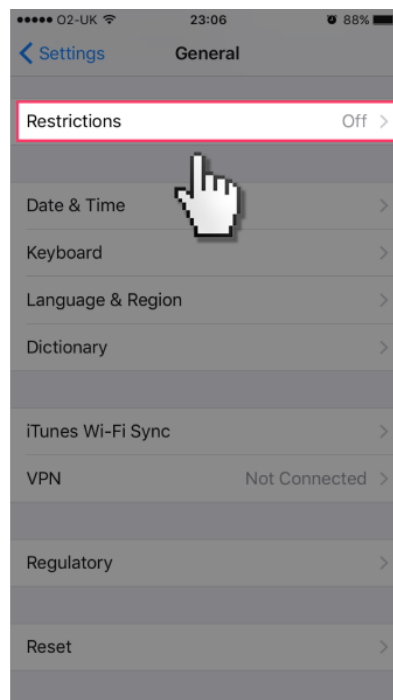 O2-UK 23:06 88%
Settings General
Restrictions Off
Date & Time
Keyboard
Language & Region
Dictionary
iTunes Wi-Fi Sync
VPN Not Connected
Regulatory
Reset